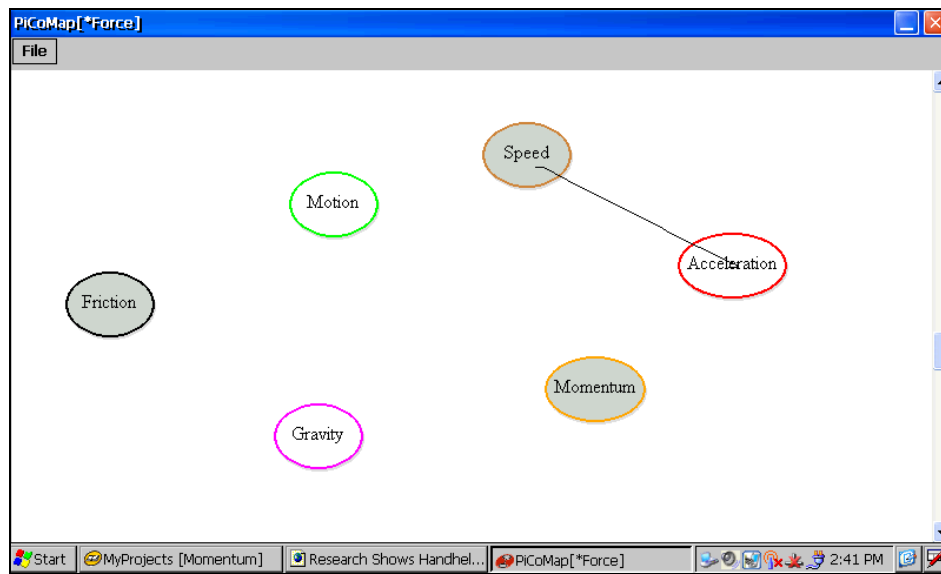 PiCoMap[*Force]
File
Speed
Motion
Acceleration
Friction
Momentum
Gravity
Start
MyProjects [Momentum]
Research Shows Handhel...
PiCoMap[*Force]
2:41 PM